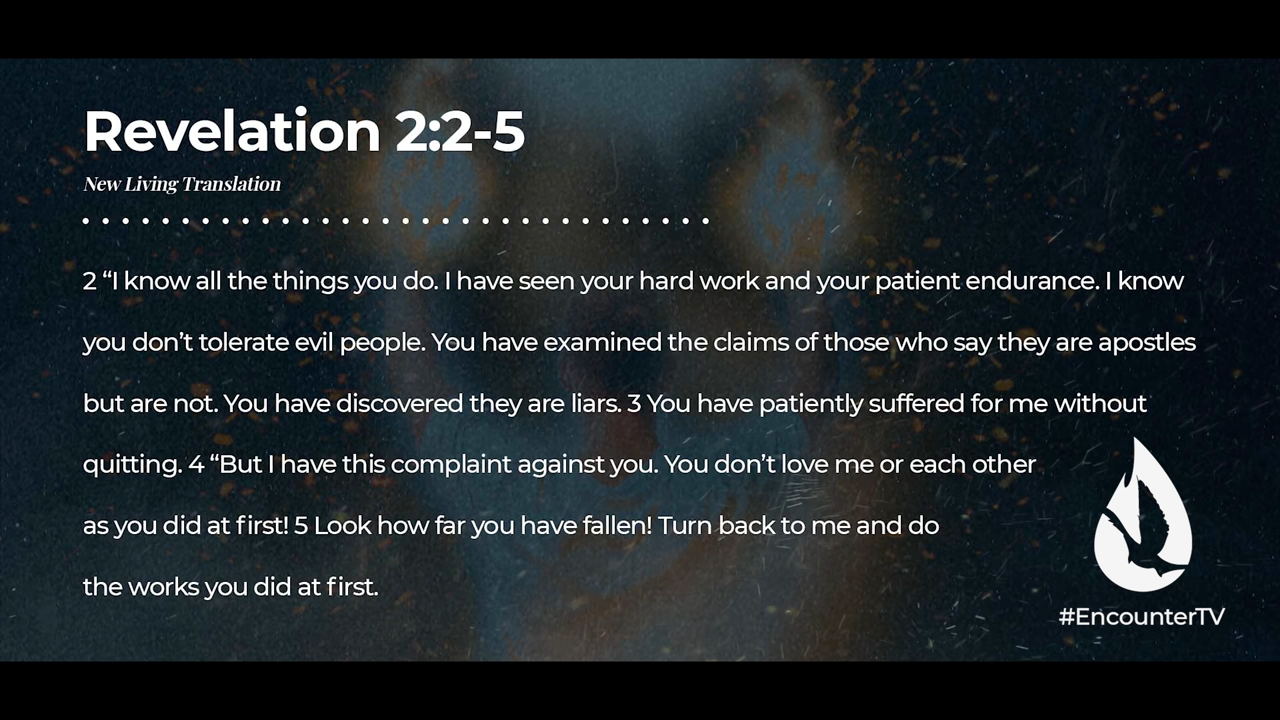 Revelation 2:2-5
New Living Translation
2 “I know all the things you do. I have seen your hard work and your patient endurance. I know
you don’t tolerate evil people. You have examined the claims of those who say they are apostles
but are not. You have discovered they are liars. 3 You have patiently suffered for me without
quitting. 4 “But I have this complaint against you. You don’t love me or each other
as you did at first! 5 Look how far you have fallen! Turn back to me and do
the works you did at first.
#EncounterTV